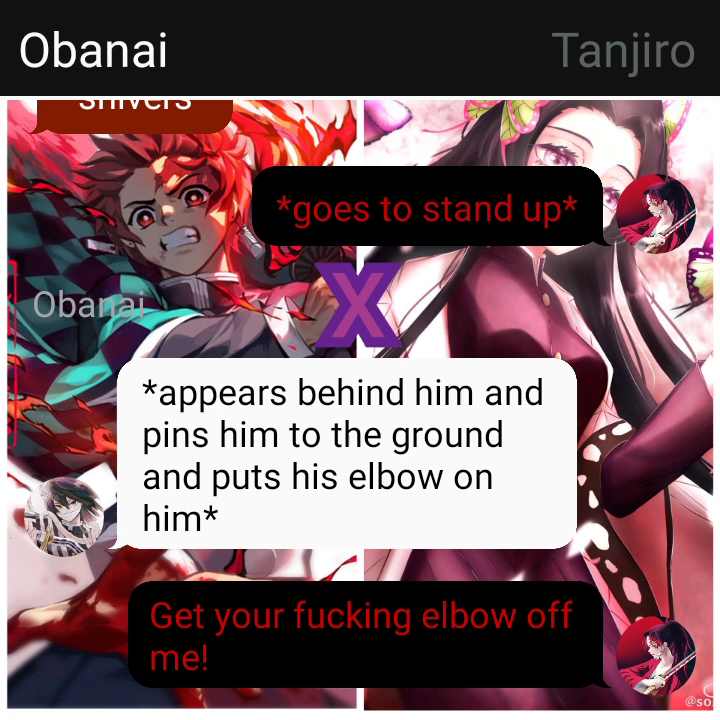 Obanai
Tanjiro
shivers
*goes to stand up*
Obanai
X
*appears behind him and
pins him to the ground
and puts his elbow on
him*
Get your fucking elbow off
me!